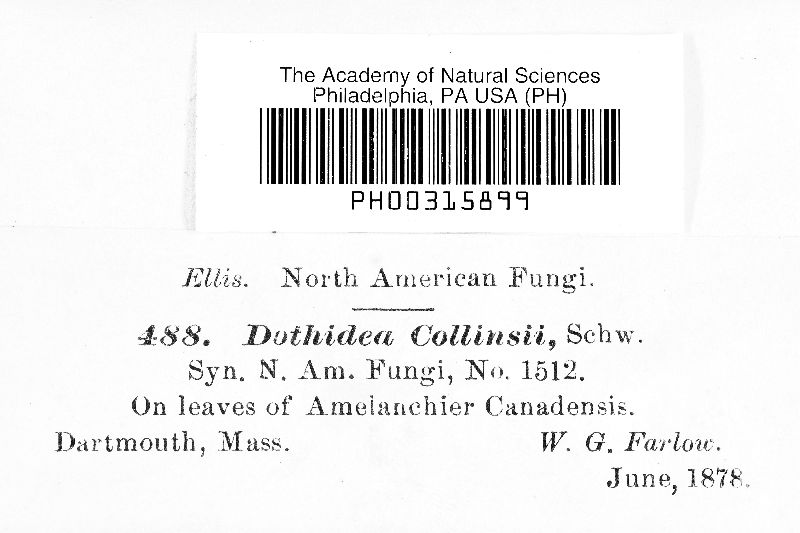 The Academy of Natural Sciences
Philadelphia, PA USA (PH)
PH00315899
Ellis. North American Fungi.
488. Dothidea Collinsii, Schw.
Syn. N. Am. Fungi, No. 1512.
On leaves of Amelanchier Canadensis.
Dartmouth, Mass. W. G. Farlow.
June, 1878.